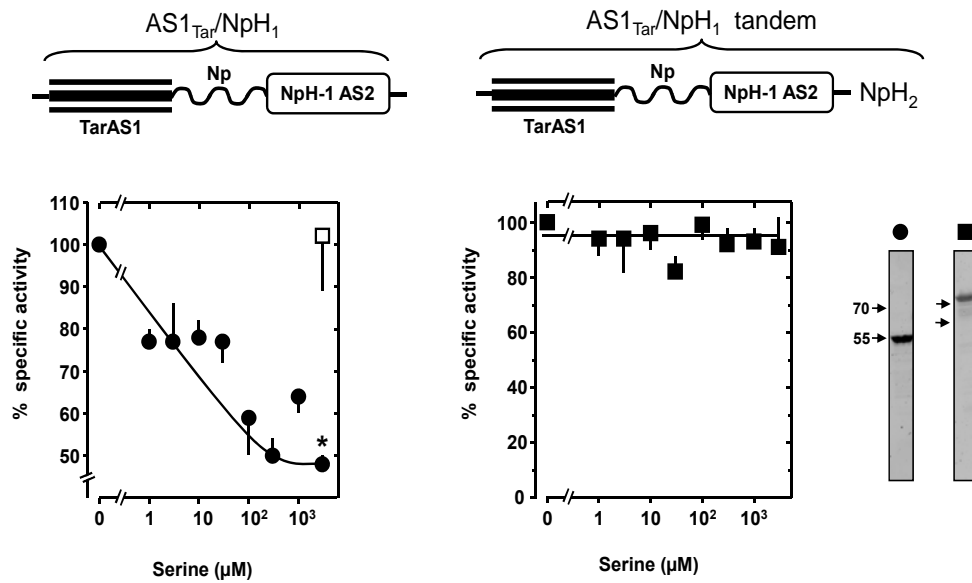 AS1Tar/NpH1
Np
NpH-1 AS2
TarAS1
AS1Tar/NpH1 tandem
Np
NpH-1 AS2
NpH2
TarAS1
% specific activity
110
100
90
80
70
60
50
*
0 1 10 10² 10³
Serine (µM)
% specific activity
100
80
60
40
20
0
0 1 10 10² 10³
Serine (µM)
70
55